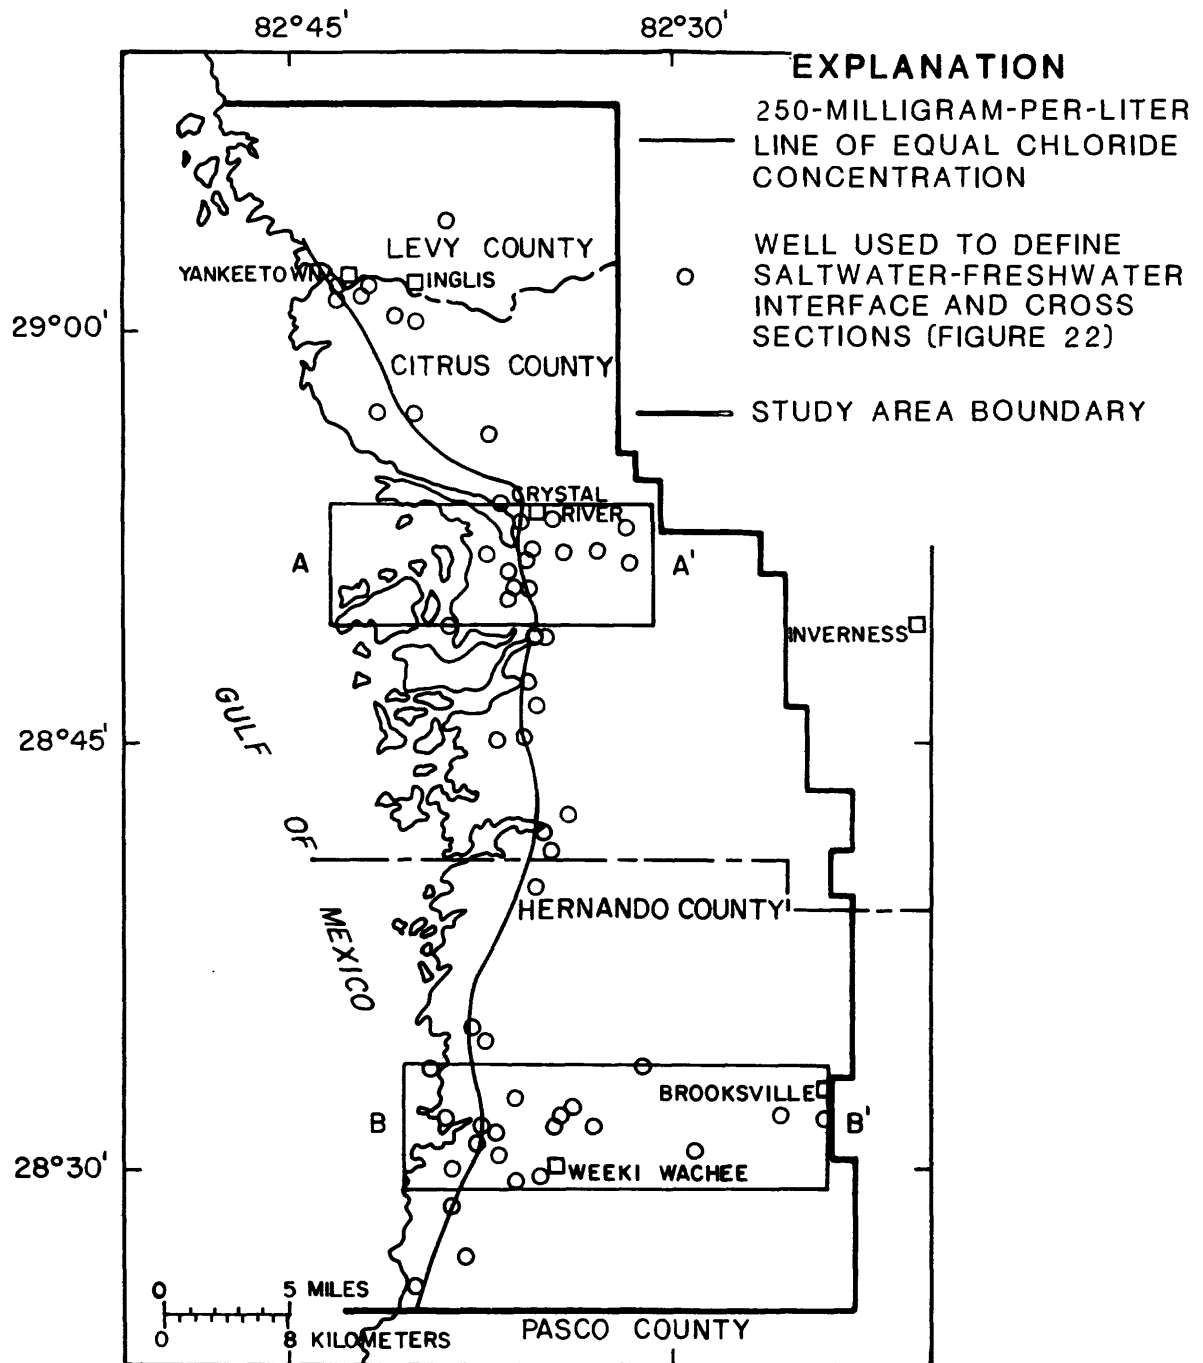 82°45'
82°30'
EXPLANATION
250-MILLIGRAM-PER-LITER
LINE OF EQUAL CHLORIDE
CONCENTRATION
WELL USED TO DEFINE
SALTWATER-FRESHWATER
INTERFACE AND CROSS
SECTIONS (FIGURE 22)
STUDY AREA BOUNDARY
LEVY COUNTY
YANKEETOWN
INGLIS
29°00'
CITRUS COUNTY
CRYSTAL
RIVER
A
A'
INVERNESS
GULF
28°45'
OF
HERNANDO COUNTY
MEXICO
BROOKSVILLE
B
B'
28°30'
WEEKI WACHEE
0 5 MILES
0 8 KILOMETERS
PASCO COUNTY